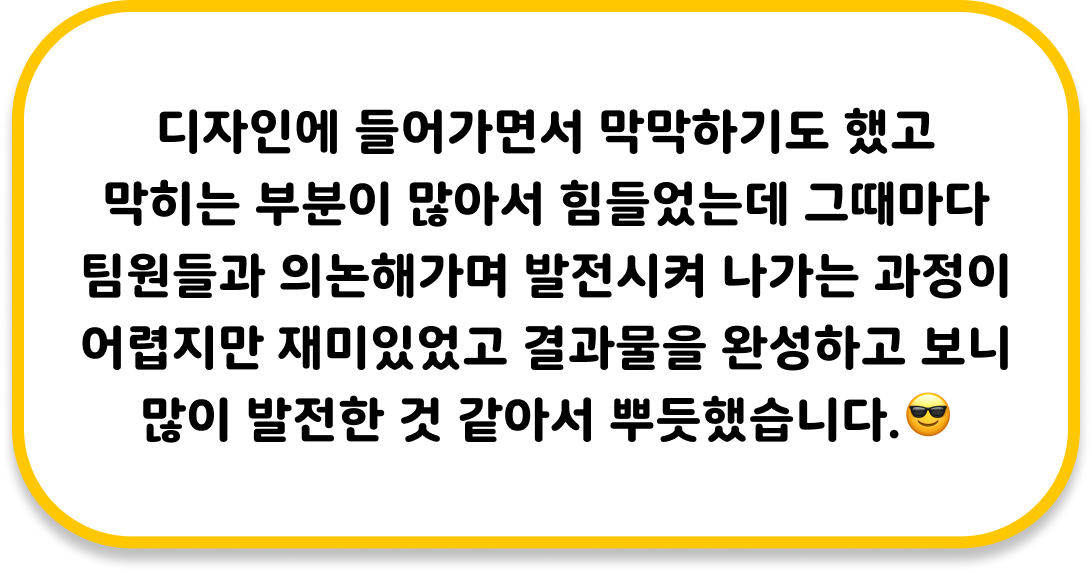 디자인에 들어가면서 막막하기도 했고
막히는 부분이 많아서 힘들었는데 그때마다
팀원들과 의논해가며 발전시켜 나가는 과정이
어렵지만 재미있었고 결과물을 완성하고 보니
많이 발전한 것 같아서 뿌듯했습니다.😎